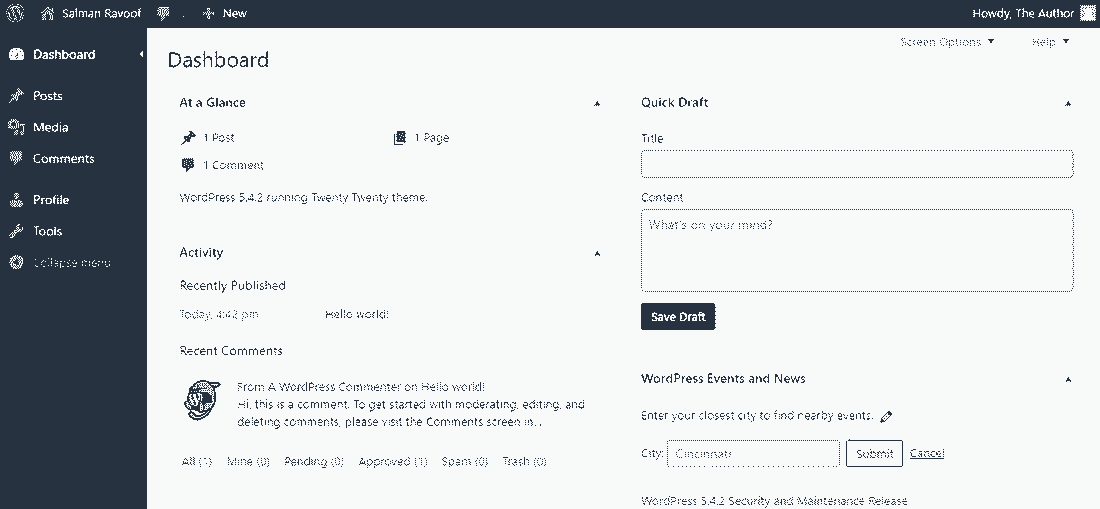 Salman Ravoof
New
Howdy, The Author
Dashboard
Posts
Media
Comments
Profile
Tools
Collapse menu
Screen Options
Help
Dashboard
At a Glance
1 Post
1 Page
1 Comment
WordPress 5.4.2 running Twenty Twenty theme.
Activity
Recently Published
Today, 4:42 pm
Hello world!
Recent Comments
From A WordPress Commenter on Hello world!
Hi, this is a comment. To get started with moderating, editing, and
deleting comments, please visit the Comments screen in...
All (1) Mine (0) Pending (0) Approved (1) Spam (0) Trash (0)
Quick Draft
Title
Content
What's on your mind?
Save Draft
WordPress Events and News
Enter your closest city to find nearby events.
City: Cincinnati Submit Cancel
WordPress 5.4.2 Security and Maintenance Release